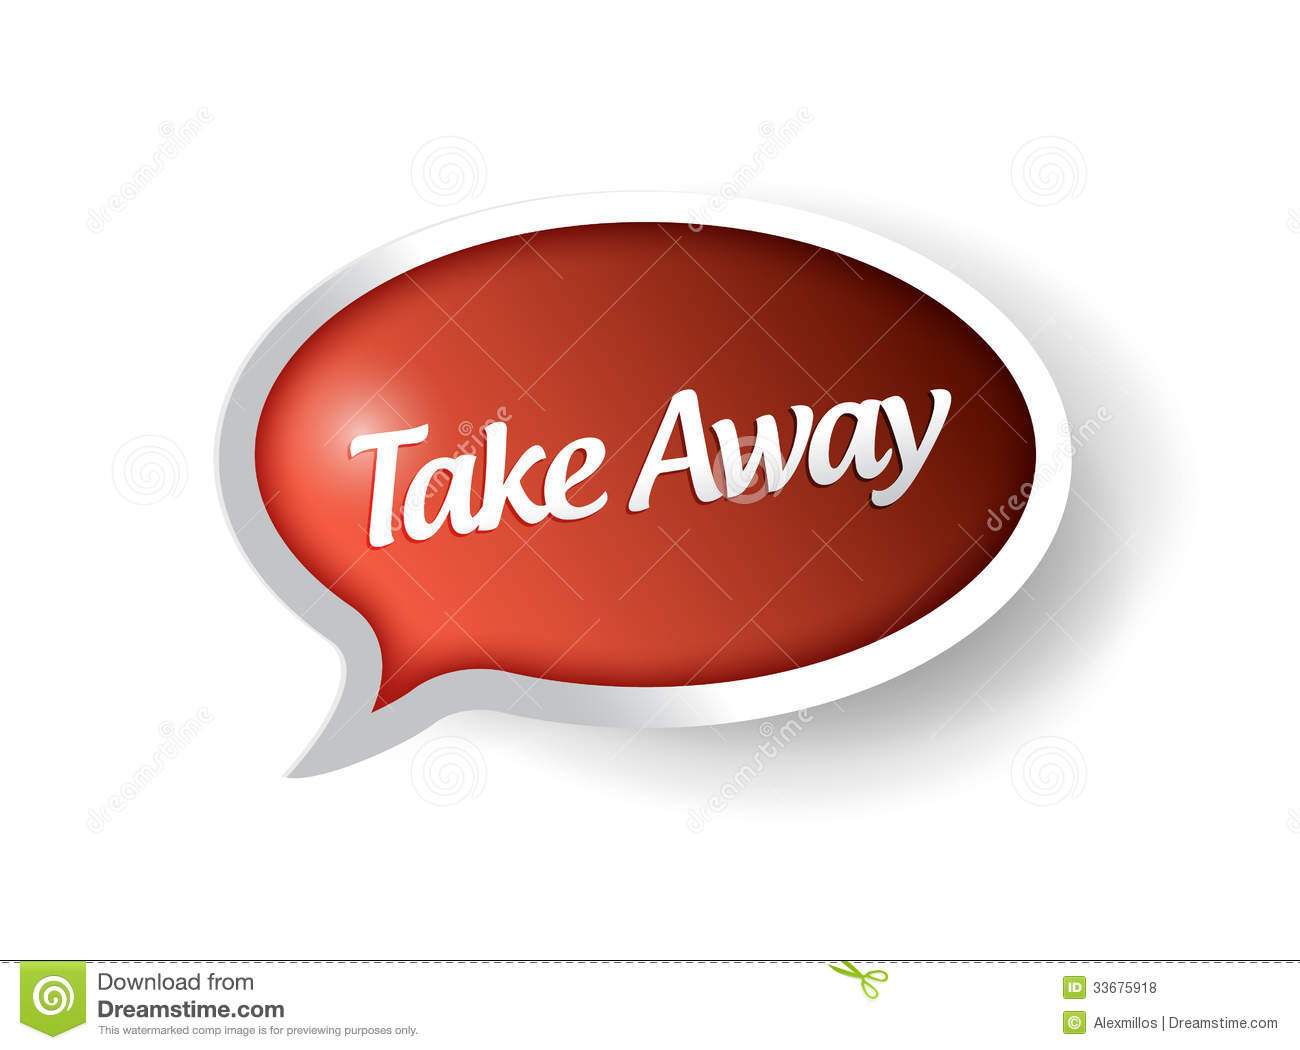 Take Away
dreamstime
Download from
Dreamstime.com
This watermarked comp image is for previewing purposes only.
ID 33675918
© Alexmillos | Dreamstime.com